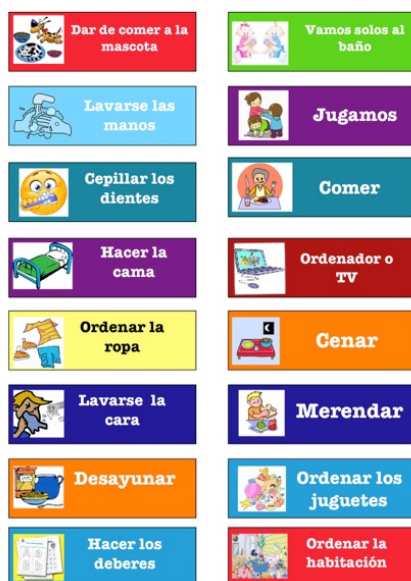 Dar de comer a la
mascota
Lavarse las
manos
Cepillar los
dientes
Hacer la
cama
Ordenar la
ropa
Lavarse la
cara
Desayunar
Hacer los
deberes
Vamos solos al
baño
Jugamos
Comer
Ordenador o
TV
Cenar
Merendar
Ordenar los
juguetes
Ordenar la
habitación